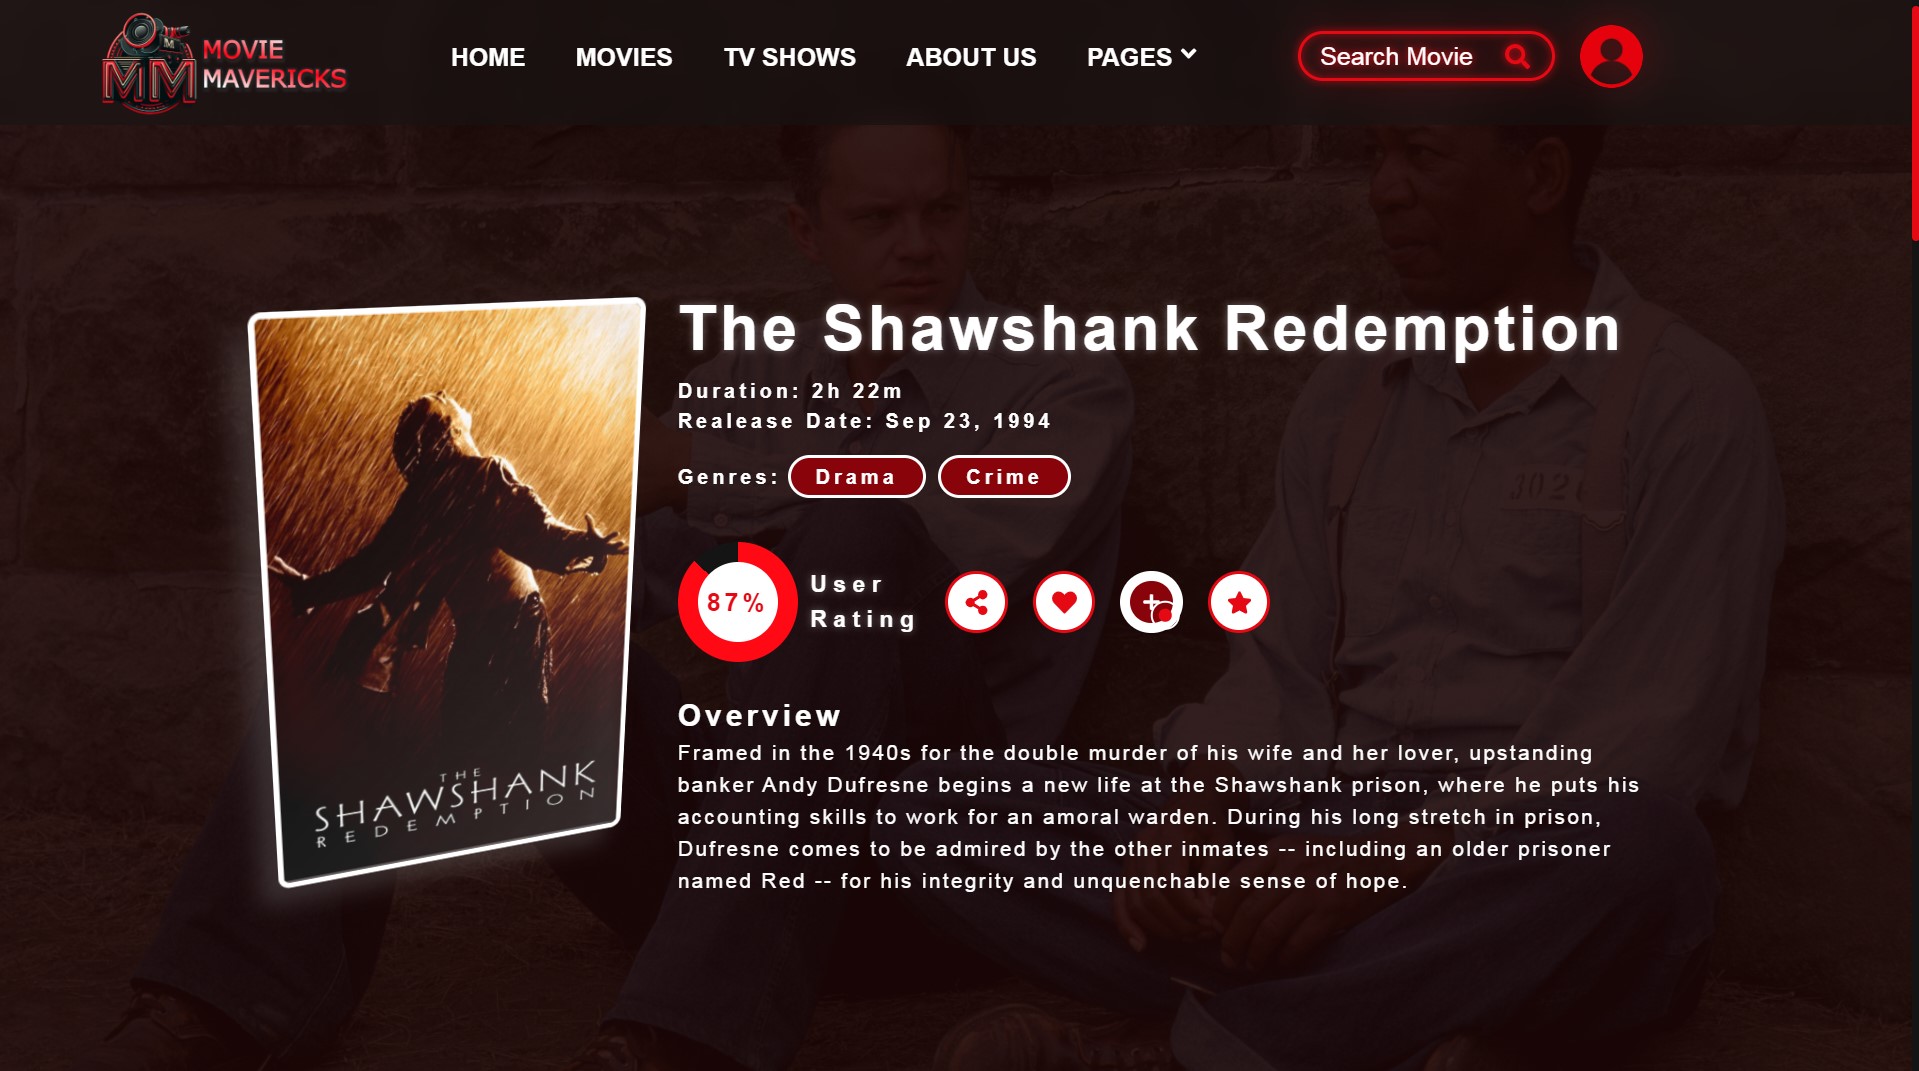 MOVIE
MAVERICKS
MM
M
HOME MOVIES TV SHOWS ABOUT US PAGES
Search Movie
The Shawshank Redemption
Duration: 2h 22m
Realease Date: Sep 23, 1994
Genres: Drama Crime
87%
User
Rating
Overview
Framed in the 1940s for the double murder of his wife and her lover, upstanding
banker Andy Dufresne begins a new life at the Shawshank prison, where he puts his
accounting skills to work for an amoral warden. During his long stretch in prison,
Dufresne comes to be admired by the other inmates -- including an older prisoner
named Red -- for his integrity and unquenchable sense of hope.
THE
SHAWSHANK
REDEMPTION